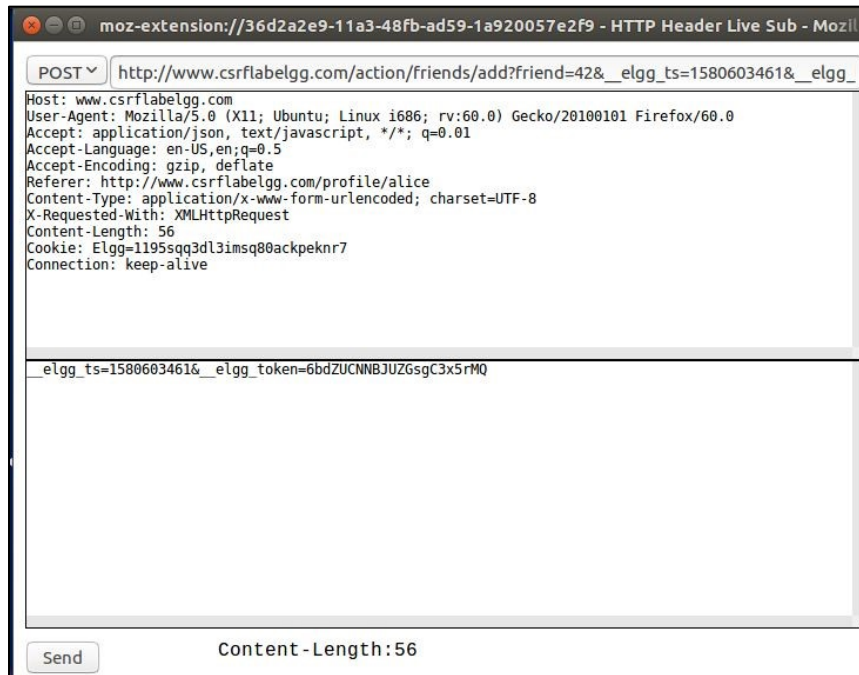 moz-extension://36d2a2e9-11a3-48fb-ad59-1a920057e2f9 - HTTP Header Live Sub - Mozil
POST http://www.csrflabelgg.com/action/friends/add?friend=42&__elgg_ts=1580603461&__elgg_
Host: www.csrflabelgg.com
User-Agent: Mozilla/5.0 (X11; Ubuntu; Linux i686; rv:60.0) Gecko/20100101 Firefox/60.0
Accept: application/json, text/javascript, */*; q=0.01
Accept-Language: en-US,en;q=0.5
Accept-Encoding: gzip, deflate
Referer: http://www.csrflabelgg.com/profile/alice
Content-Type: application/x-www-form-urlencoded; charset=UTF-8
X-Requested-With: XMLHttpRequest
Content-Length: 56
Cookie: Elgg=1195sqq3dl3imsq80ackpeknr7
Connection: keep-alive
__elgg_ts=1580603461&__elgg_token=6bdZUCNNBJUZGsgC3x5rMQ
Send Content-Length:56